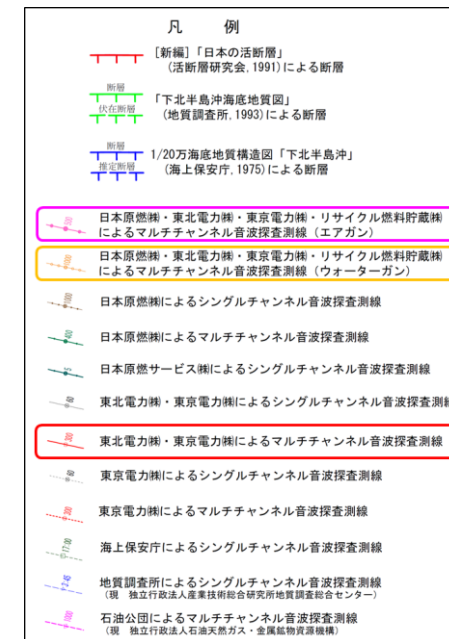 凡 例
[新編]「日本の活断層」
(活断層研究会, 1991)による断層
断層
伏在断層
「下北半島沖海底地質図」
(地質調査所, 1993)による断層
断層
推定断層
1/20万海底地質構造図「下北半島沖」
(海上保安庁, 1975)による断層
日本原燃㈱・東北電力㈱・東京電力㈱・リサイクル燃料貯蔵㈱
によるマルチチャンネル音波探査測線(エアガン)
日本原燃㈱・東北電力㈱・東京電力㈱・リサイクル燃料貯蔵㈱
によるマルチチャンネル音波探査測線(ウォーターガン)
日本原燃㈱によるシングルチャンネル音波探査測線
400
日本原燃㈱によるマルチチャンネル音波探査測線
5
日本原燃サービス㈱によるシングルチャンネル音波探査測線
東北電力㈱・東京電力㈱によるシングルチャンネル音波探査測線
200
東北電力㈱・東京電力㈱によるマルチチャンネル音波探査測線
東京電力㈱によるシングルチャンネル音波探査測線
東京電力㈱によるマルチチャンネル音波探査測線
17:00
海上保安庁によるシングルチャンネル音波探査測線
地質調査所によるシングルチャンネル音波探査測線
(現 独立行政法人産業技術総合研究所地質調査総合センター)
石油公団によるマルチチャンネル音波探査測線
(現 独立行政法人石油天然ガス・金属鉱物資源機構)